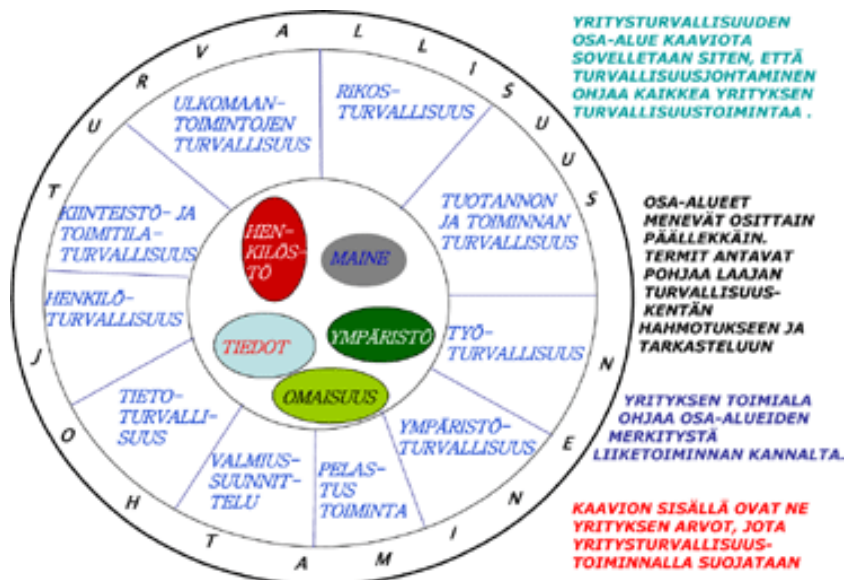 TURVALLISUUSJOHTAMINEN
RIKOS-
TURVALLISUUS
TUOTANNON
JA TOIMINNAN
TURVALLISUUS
TYÖ-
TURVALLISUUS
YMPÄRISTÖ-
TURVALLISUUS
PELAS-
TUS
TOIMINTA
VALMIUS-
SUUNNIT-
TELU
TIETO-
TURVALLI-
SUUS
HENKILÖ-
TURVALLISUUS
KIINTEISTÖ- JA
TOIMITILA-
TURVALLISUUS
ULKOMAAN-
TOIMINTOJEN
TURVALLISUUS
HEN-
KILÖS-
TÖ
MAINE
TIEDOT
YMPÄRISTÖ
OMAISUUS
YRITYSTURVALLISUUDEN
OSA-ALUE KAAVIOTA
SOVELLETAAN SITEN, ETTÄ
TURVALLISUUSJOHTAMINEN
OHJAA KAIKKEA YRITYKSEN
TURVALLISUUSTOIMINTAA .
OSA-ALUEET
MENEVÄT OSITTAIN
PÄÄLLEKKÄIN.
TERMIT ANTAVAT
POHJAA LAAJAN
TURVALLISUUS-
KENTÄN
HAHMOTUKSEEN JA
TARKASTELUUN
YRITYKSEN TOIMIALA
OHJAA OSA-ALUEIDEN
MERKITYSTÄ
LIIKETOIMINNAN KANNALTA.
KAAVION SISÄLLÄ OVAT NE
YRITYKSEN ARVOT, JOTA
YRITYSTURVALLISUUS-
TOIMINNALLA SUOJATAAN